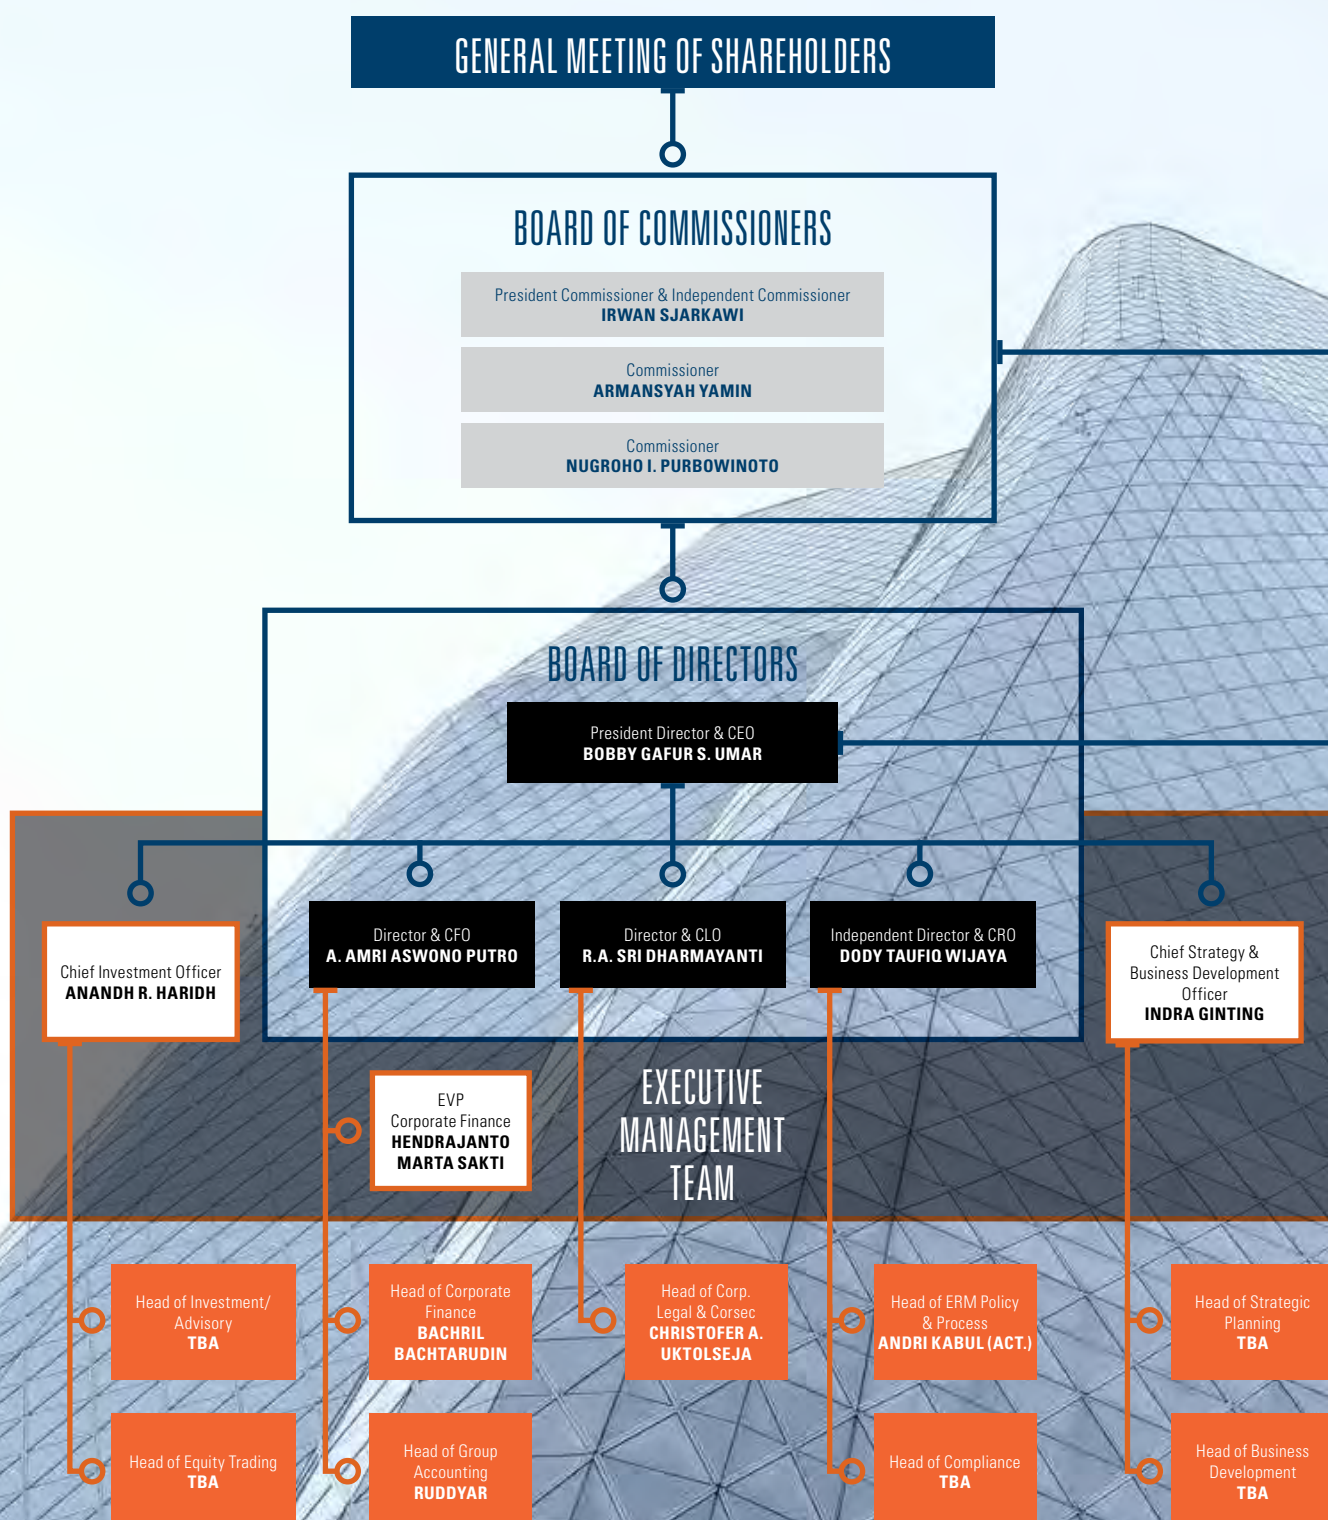 GENERAL MEETING OF SHAREHOLDERS
BOARD OF COMMISSIONERS
President Commissioner & Independent Commissioner
IRWAN SJARKAWI
Commissioner
ARMANSYAH YAMIN
Commissioner
NUGROHO I. PURBOWINOTO
BOARD OF DIRECTORS
President Director & CEO
BOBBY GAFUR S. UMAR
Chief Investment Officer
ANANDH R. HARIDH
Director & CFO
A. AMRI ASWONO PUTRO
Director & CLO
R.A. SRI DHARMAYANTI
Independent Director & CRO
DODY TAUFIQ WIJAYA
Chief Strategy &
Business Development
Officer
INDRA GINTING
EVP
Corporate Finance
HENDRAJANTO
MARTA SAKTI
EXECUTIVE
MANAGEMENT
TEAM
Head of Investment/
Advisory
TBA
Head of Corporate
Finance
BACHRIL
BACHTARUDIN
Head of Corp.
Legal & Corsec
CHRISTOFER A.
UKTOLSEJA
Head of ERM Policy
& Process
ANDRI KABUL (ACT.)
Head of Strategic
Planning
TBA
Head of Equity Trading
TBA
Head of Group
Accounting
RUDDYAR
Head of Compliance
TBA
Head of Business
Development
TBA